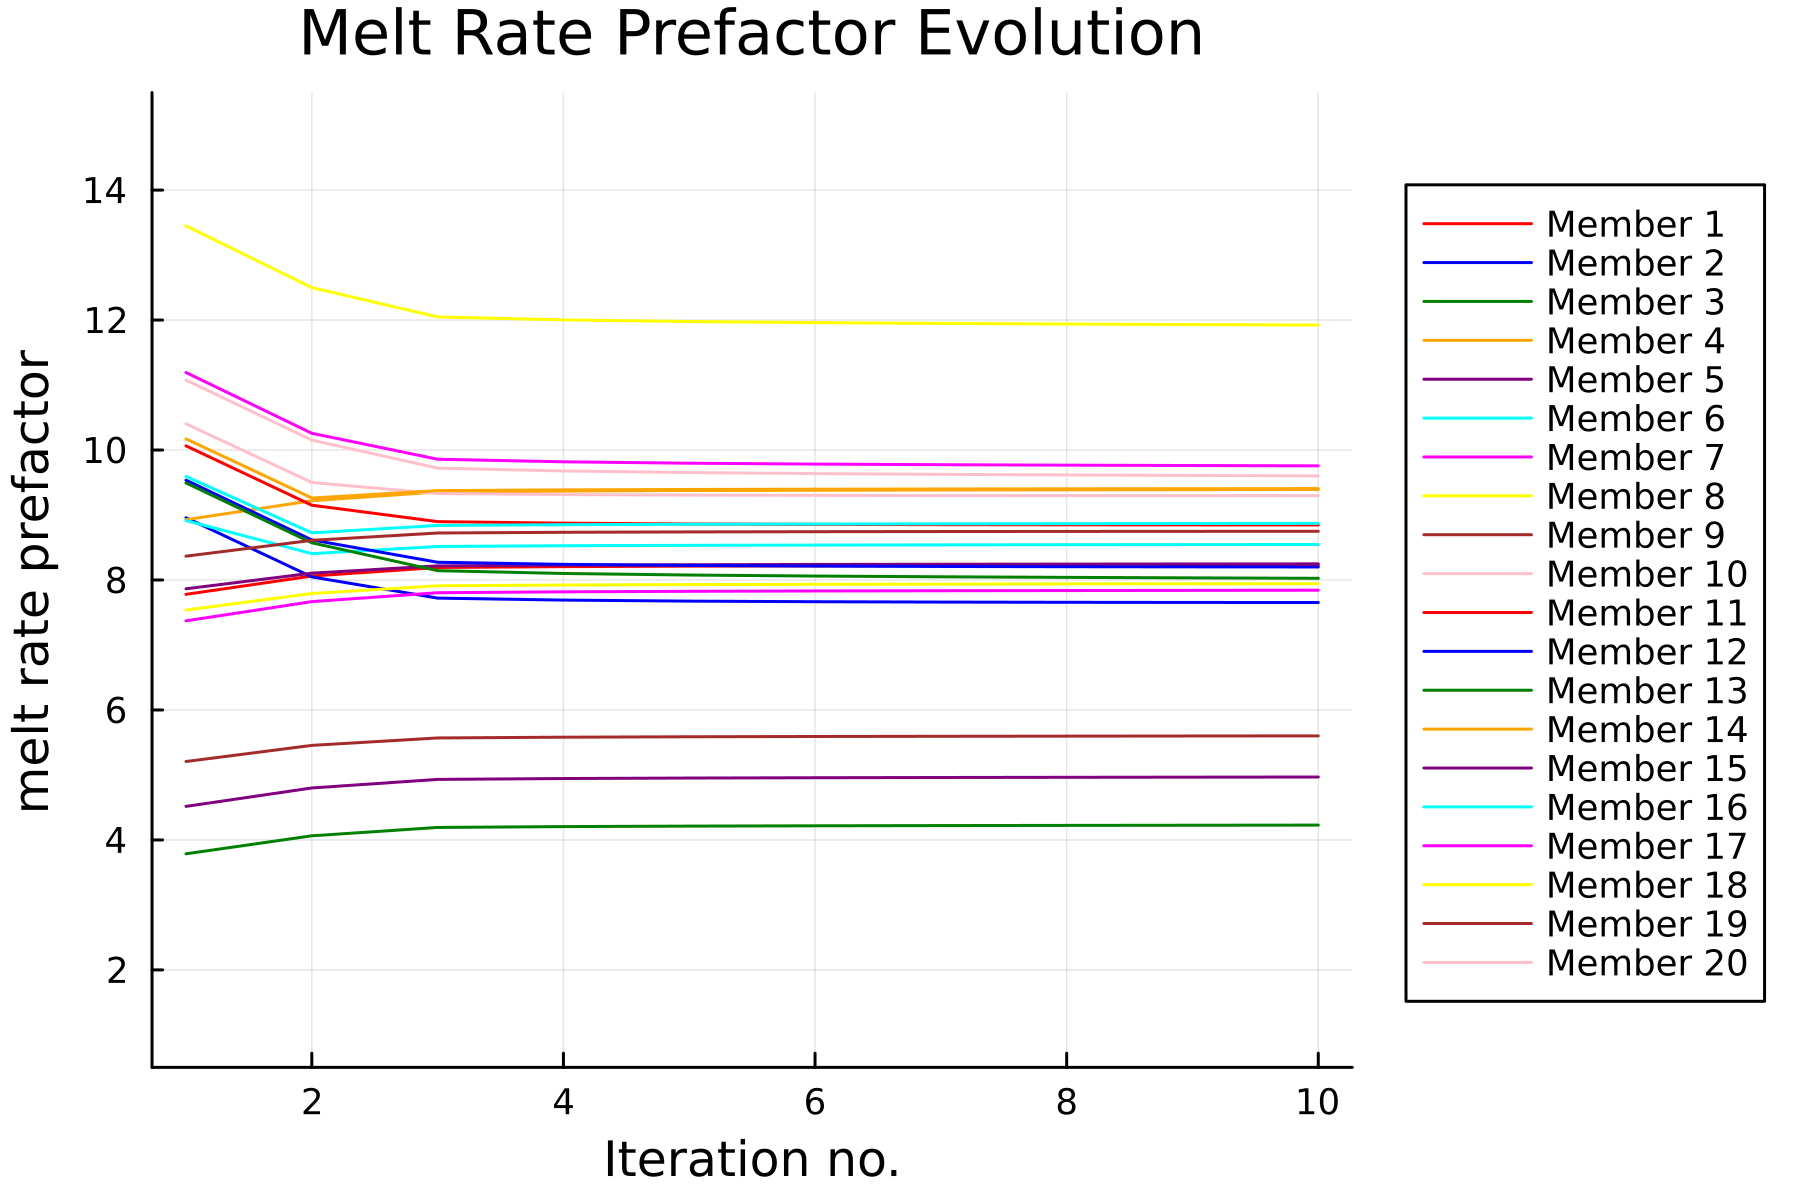 Melt Rate Prefactor Evolution
melt rate prefactor
14
12
10
8
6
4
2
2
4
6
8
10
Iteration no.
Member 1
Member 2
Member 3
Member 4
Member 5
Member 6
Member 7
Member 8
Member 9
Member 10
Member 11
Member 12
Member 13
Member 14
Member 15
Member 16
Member 17
Member 18
Member 19
Member 20